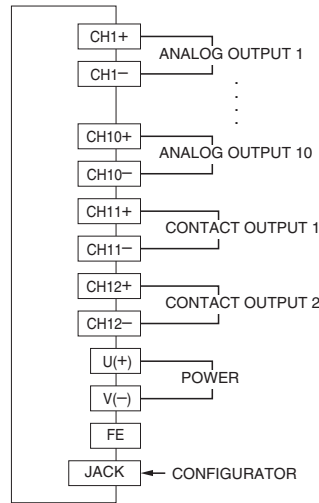 CH1+
ANALOG OUTPUT 1
CH1−
CH10+
ANALOG OUTPUT 10
CH10−
CH11+
CONTACT OUTPUT 1
CH11−
CH12+
CONTACT OUTPUT 2
CH12−
U(+)
POWER
V(−)
FE
JACK
CONFIGURATOR